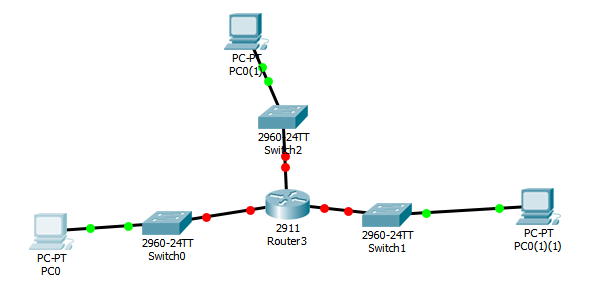 PC-PT
PC0(1)
2960-24TT
Switch2
2911
Router3
PC-PT
PC0
2960-24TT
Switch0
2960-24TT
Switch1
PC-PT
PC0(1)(1)